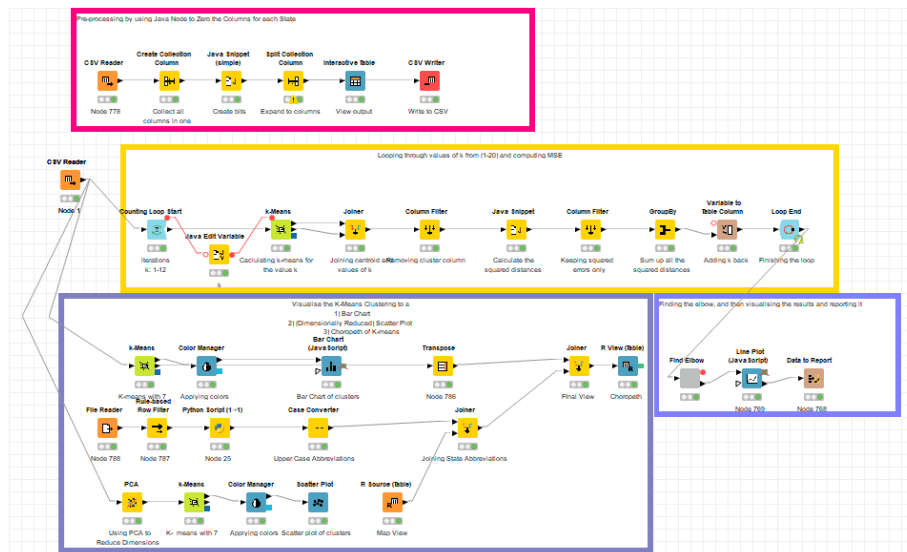 Pre-processing by using Java Node to Zero the Columns for each State
CSV Reader
Create Collection
Column
Java Snippet
(simple)
Split Collection
Column
Interactive Table
CSV Writer
Node 778
Collect all
columns in one
Create bits
Expand to columns
View output
Write to CSV
CSV Reader
Node 1
Looping through values of k from (1-20) and computing MSE
Counting Loop Start
Java Edit Variable
k-Means
Joiner
Column Filter
Java Snippet
Column Filter
GroupBy
Variable to
Table Column
Loop End
Iterations
k: 1-12
Caclulating k-means for
the value k
Joining centroid and
values of k
Removing cluster column
Calculate the
squared distances
Keeping squared
errors only
Sum up all the
squared distances
Adding k back
Finishing the loop
Visualise the K-Means Clustering to a
1) Bar Chart
2) (Dimensionally Reduced) Scatter Plot
3) Choropeth of K-means
k-Means
Color Manager
Bar Chart
(Java Script)
Transpose
Joiner
R View (Table)
K-means with 7
Applying colors
Bar Chart of clusters
Node 786
Final View
Choropeth
File Reader
Rule-based
Row Filter
Python Script (1→1)
Case Converter
Joiner
Node 788
Node 787
Node 25
Upper Case Abbreviations
Joining State Abbreviations
PCA
k-Means
Color Manager
Scatter Plot
R Source (Table)
Using PCA to
Reduce Dimensions
K- means with 7
Applying colors
Scatter plot of clusters
Map View
Finding the elbow, and then visualising the results and reporting it
Find Elbow
Line Plot
(Java Script)
Data to Report
Node 769
Node 768